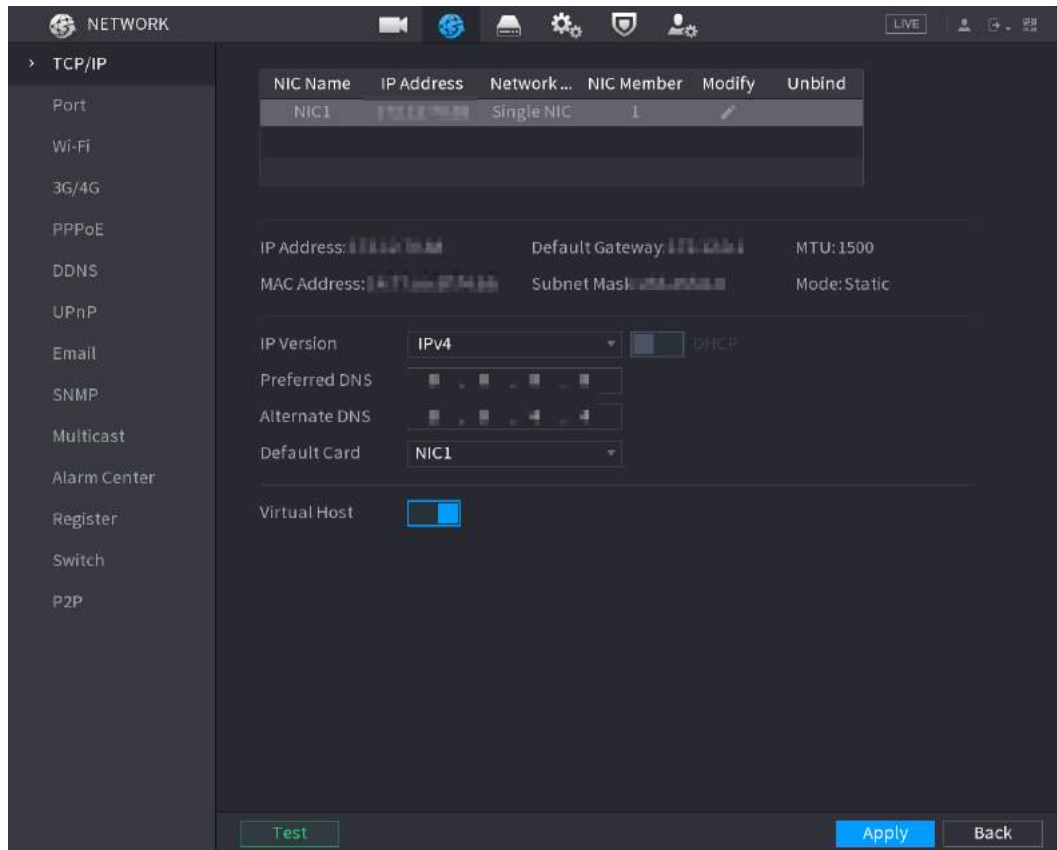 NETWORK
LIVE
TCP/IP
Port
Wi-Fi
3G/4G
PPPoE
DDNS
UPnP
Email
SNMP
Multicast
Alarm Center
Register
Switch
P2P
NIC Name IP Address Network... NIC Member Modify Unbind
NIC1 Single NIC 1
IP Address: Default Gateway: MTU:1500
MAC Address: Subnet Mask Mode:Static
IP Version IPv4 DHCP
Preferred DNS
Alternate DNS
Default Card NIC1
Virtual Host
Test Apply Back